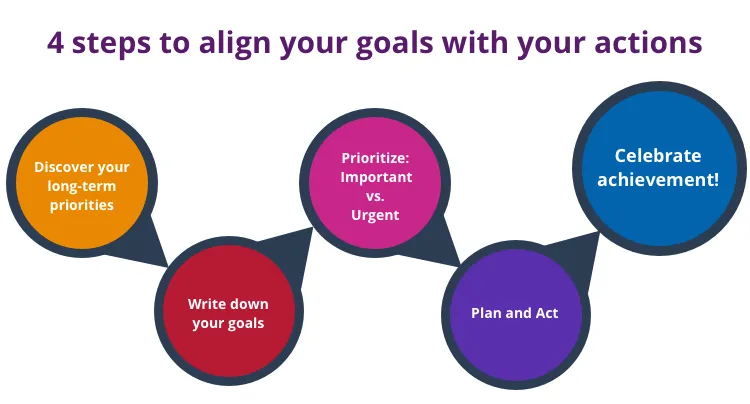 4 steps to align your goals with your actions
Discover your
long-term
priorities
Write down
your goals
Prioritize:
Important
vs.
Urgent
Plan and Act
Celebrate
achievement!